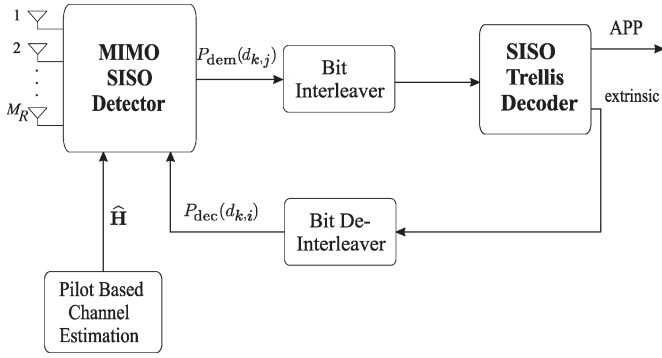 1
2
M_R
MIMO
SISO
Detector
P_dem(d_k,j)
Bit
Interleaver
SISO
Trellis
Decoder
APP
extrinsic
P_dec(d_k,i)
Bit De-
Interleaver
Ĥ
Pilot Based
Channel
Estimation